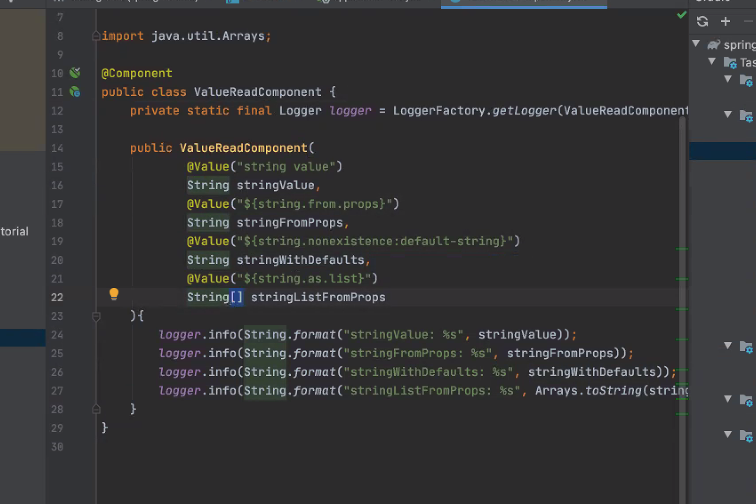 7
8 import java.util.Arrays;
9
10 @Component
11 public class ValueReadComponent {
12 private static final Logger logger = LoggerFactory.getLogger(ValueReadComponent
13
14 public ValueReadComponent(
15 @Value("string value")
16 String stringValue,
17 @Value("${string.from.props}")
18 String stringFromProps,
19 @Value("${string.nonexistence:default-string}")
20 String stringWithDefaults,
21 @Value("${string.as.list}")
22 String[] stringListFromProps
23 ){
24 logger.info(String.format("stringValue: %s", stringValue));
25 logger.info(String.format("stringFromProps: %s", stringFromProps));
26 logger.info(String.format("stringWithDefaults: %s", stringWithDefaults));
27 logger.info(String.format("stringListFromProps: %s", Arrays.toString(string
28 }
29 }
30
torial
spring
Tas